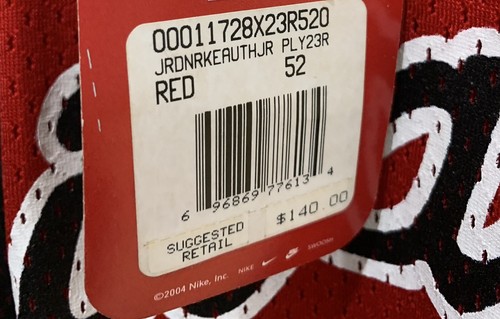 00011728X23R520
JRDNRKEAUTHJR PLY23R
RED 52
6 96869 77613 4
SUGGESTED
RETAIL
$140.00
©2004 Nike, Inc. NIKE SWOOSH